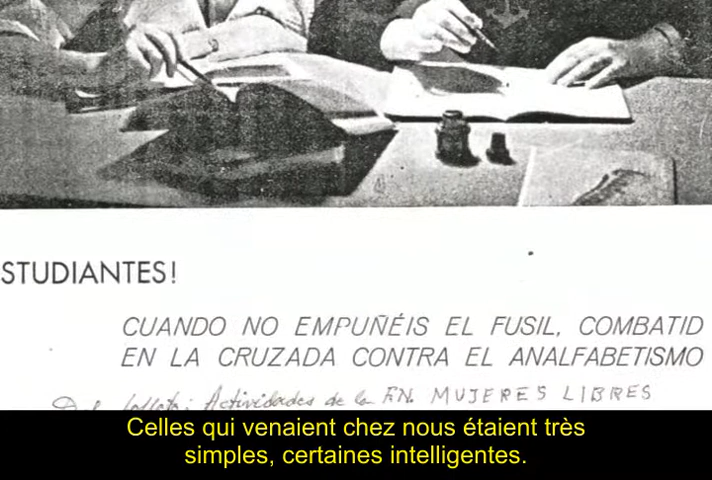 STUDIANTES!
CUANDO NO EMPUÑÉIS EL FUSIL, COMBATID
EN LA CRUZADA CONTRA EL ANALFABETISMO
Actividades de la FN. MUJERES LIBRES
Celles qui venaient chez nous étaient très
simples, certaines intelligentes.